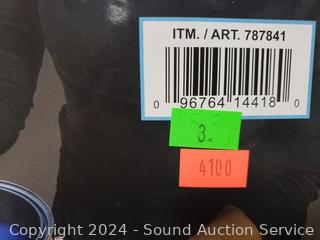 ITM. / ART. 787841
0 96764 14418 0
3
4100
Copyright 2024 - Sound Auction Service